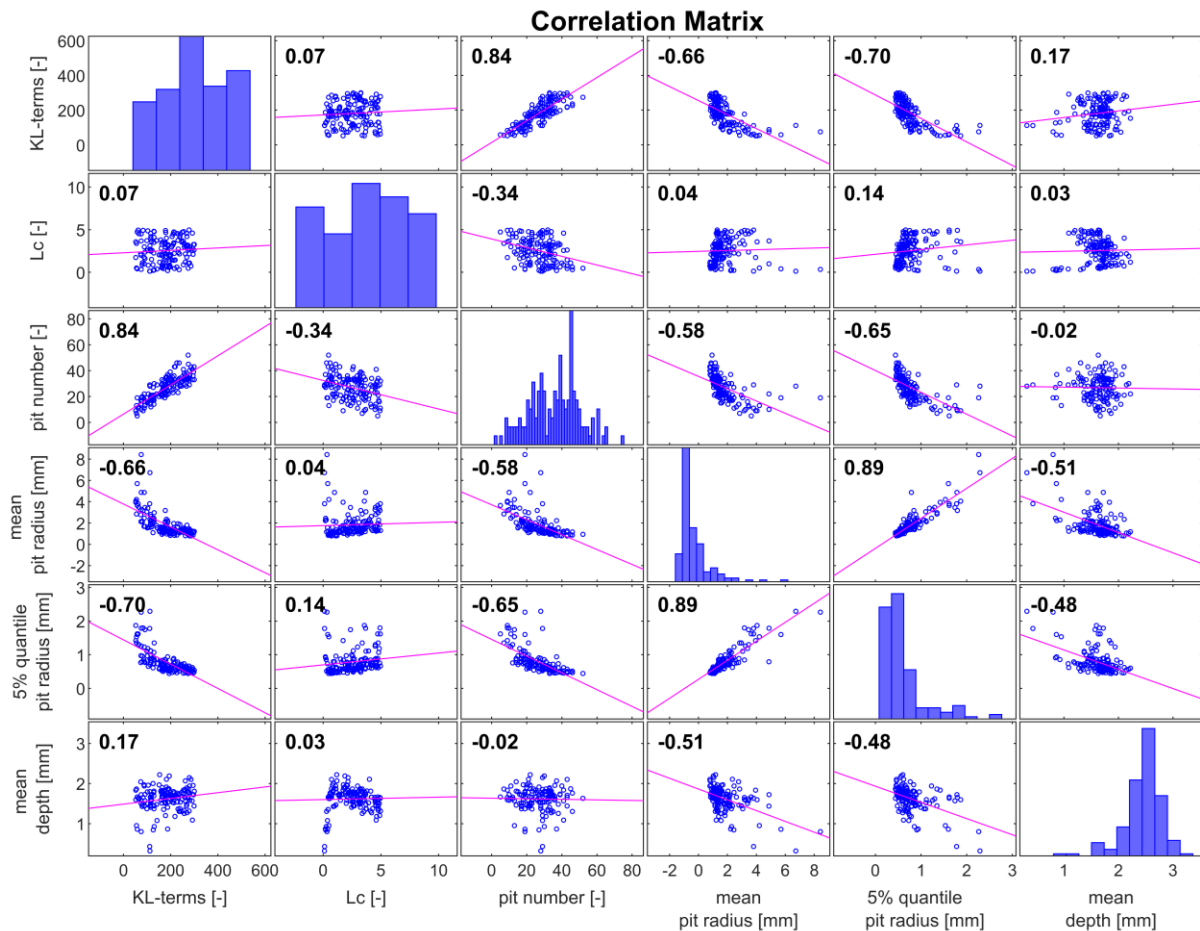 Correlation Matrix
KL-terms [-]
600
400
200
0
0.07
0.84
-0.66
-0.70
0.17
Lc [-]
10
5
0
0.07
-0.34
0.04
0.14
0.03
pit number [-]
80
60
40
20
0
0.84
-0.34
-0.58
-0.65
-0.02
mean
pit radius [mm]
8
6
4
2
0
-2
-0.66
0.04
-0.58
0.89
-0.51
5% quantile
pit radius [mm]
3
2
1
0
-0.70
0.14
-0.65
0.89
-0.48
mean
depth [mm]
3
2
1
0.17
0.03
-0.02
-0.51
-0.48
0 200 400 600
0 5 10
0 20 40 60 80
-2 0 2 4 6 8
0 1 2 3
1 2 3
KL-terms [-]
Lc [-]
pit number [-]
mean
pit radius [mm]
5% quantile
pit radius [mm]
mean
depth [mm]